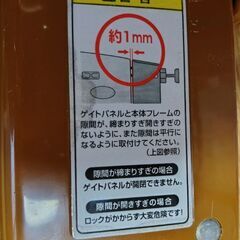 約1mm
ゲイトパネルと本体フレームの
隙間が、締まりすぎ開きすぎの
ないように、また隙間は平行に
なるように取付てください。
（上図参照）
隙間が締まりすぎの場合
ゲイトパネルが開閉できません。
隙間が開きすぎの場合
ロックがかからず大変危険です！